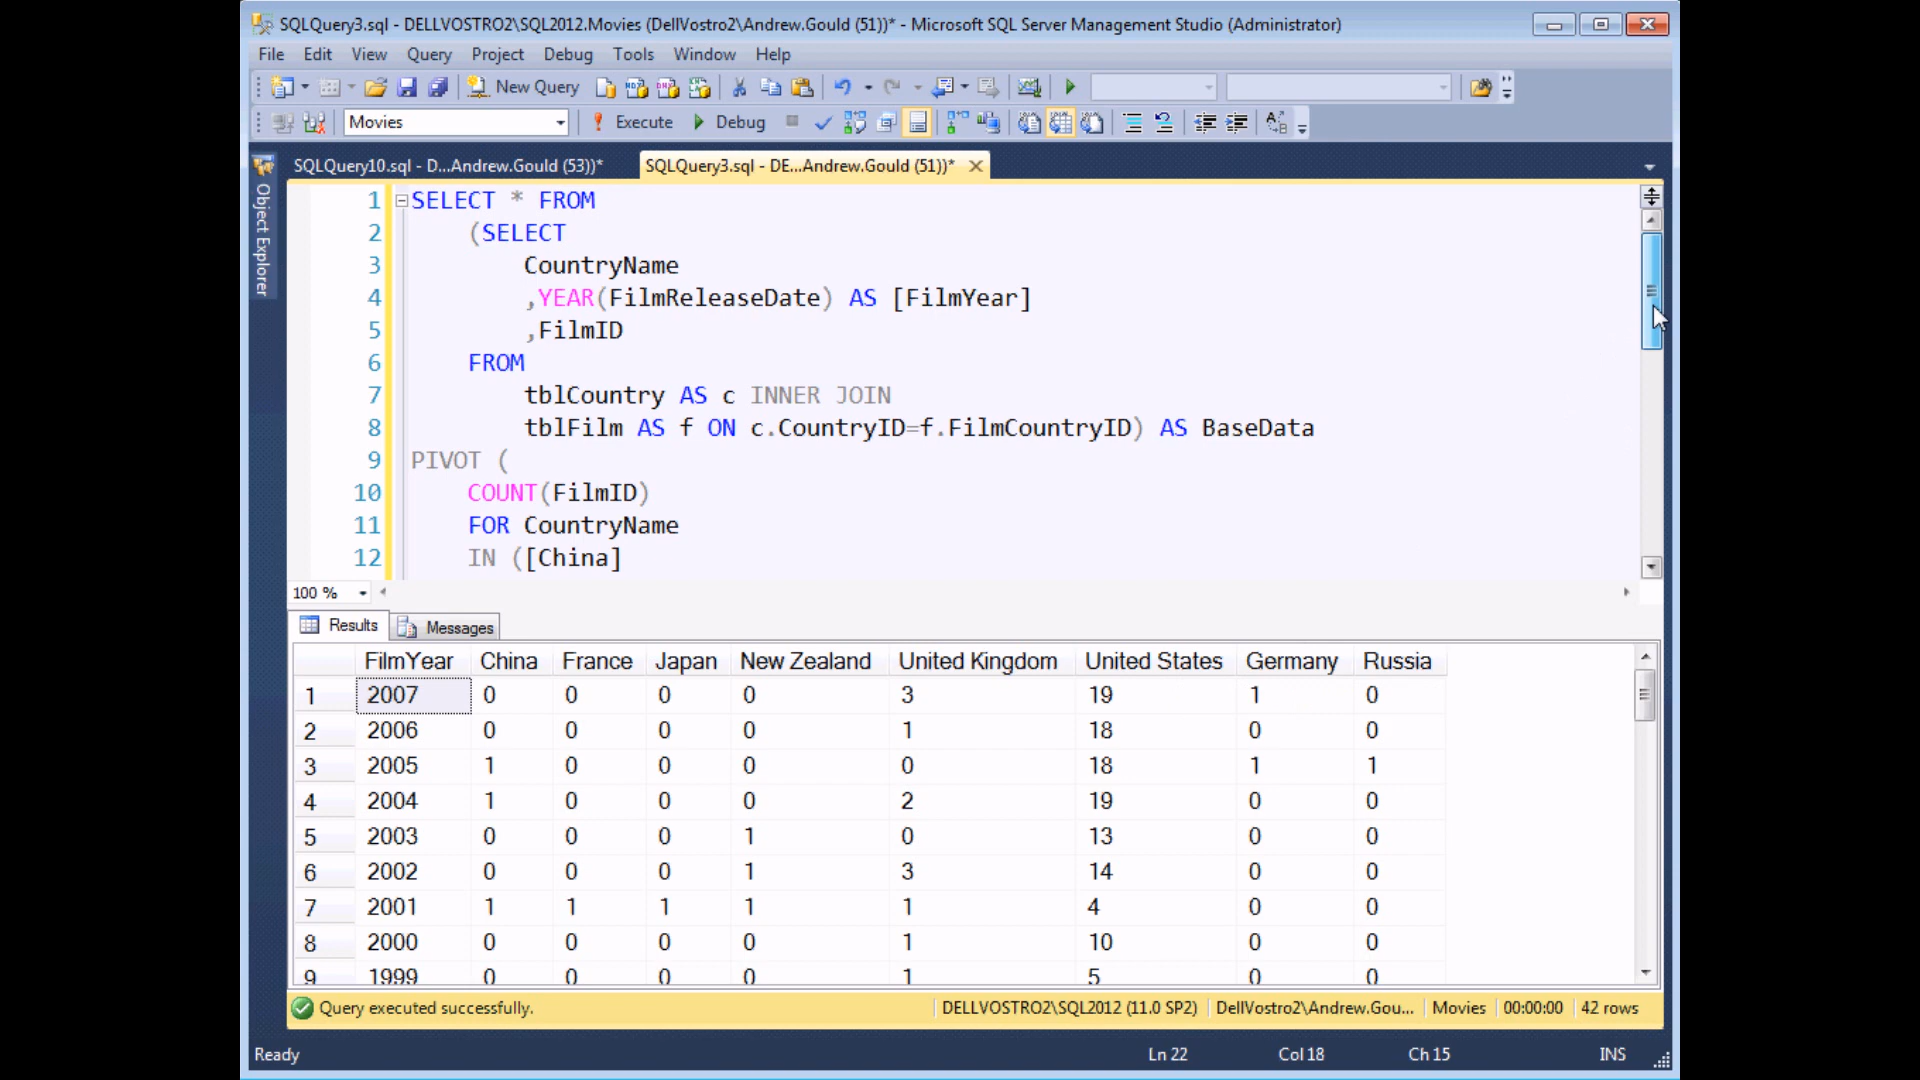 SQLQuery3.sql - DELLVOSTRO2\SQL2012.Movies (DellVostro2\Andrew.Gould (51))* - Microsoft SQL Server Management Studio (Administrator)
File Edit View Query Project Debug Tools Window Help
New Query
Movies Execute Debug
SQLQuery10.sql - D...Andrew.Gould (53))* SQLQuery3.sql - DE...Andrew.Gould (51))*
Object Explorer
1 SELECT * FROM
2 (SELECT
3 CountryName
4 ,YEAR(FilmReleaseDate) AS [FilmYear]
5 ,FilmID
6 FROM
7 tblCountry AS c INNER JOIN
8 tblFilm AS f ON c.CountryID=f.FilmCountryID) AS BaseData
9 PIVOT (
10 COUNT(FilmID)
11 FOR CountryName
12 IN ([China]
100 %
Results Messages
FilmYear China France Japan New Zealand United Kingdom United States Germany Russia
1 2007 0 0 0 0 3 19 1 0
2 2006 0 0 0 0 1 18 0 0
3 2005 1 0 0 0 0 18 1 1
4 2004 1 0 0 0 2 19 0 0
5 2003 0 0 0 1 0 13 0 0
6 2002 0 0 0 1 3 14 0 0
7 2001 1 1 1 1 1 4 0 0
8 2000 0 0 0 0 1 10 0 0
9 1999 0 0 0 0 1 5 0 0
Query executed successfully. DELLVOSTRO2\SQL2012 (11.0 SP2) DellVostro2\Andrew.Gou... Movies 00:00:00 42 rows
Ready Ln 22 Col 18 Ch 15 INS